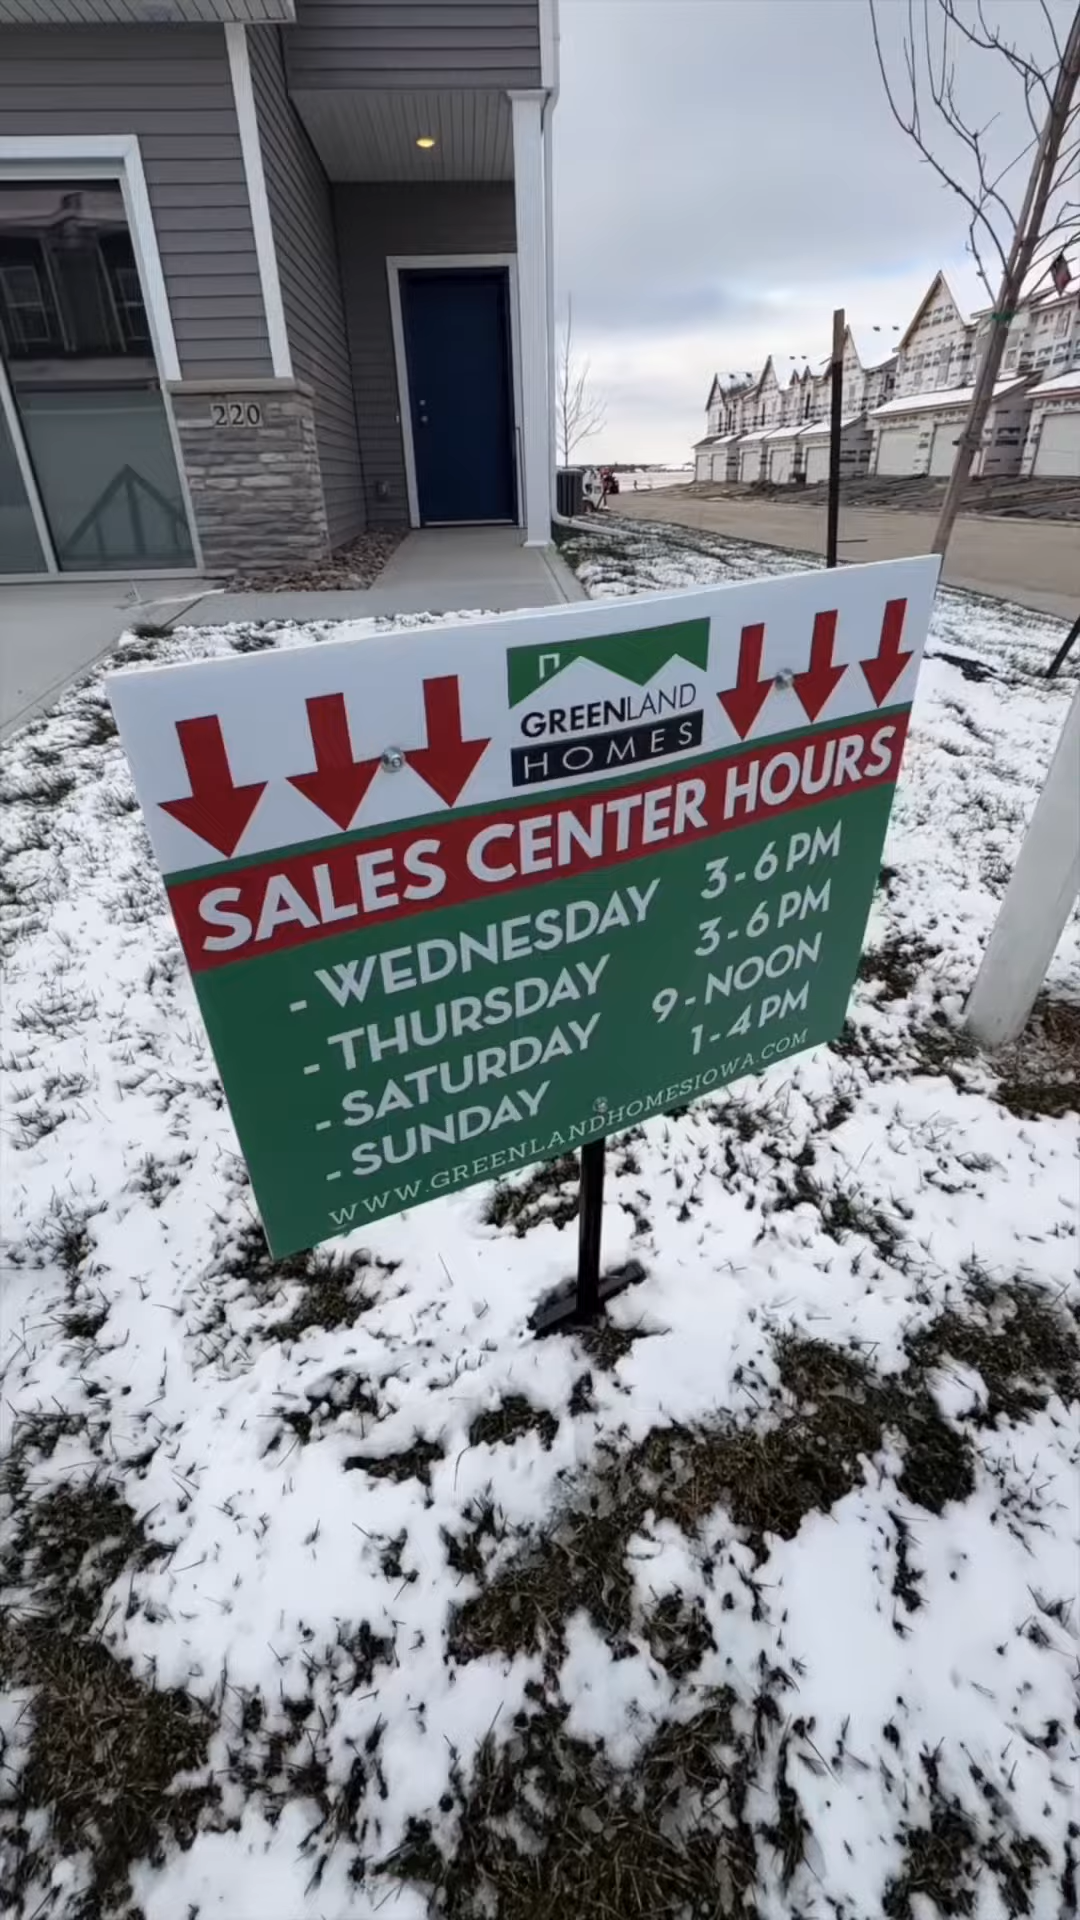 220
GREENLAND
HOMES
SALES CENTER HOURS
- WEDNESDAY 3-6 PM
- THURSDAY 3-6 PM
- SATURDAY 9-NOON
- SUNDAY 1-4 PM
WWW.GREENLANDHOMESIOWA.COM